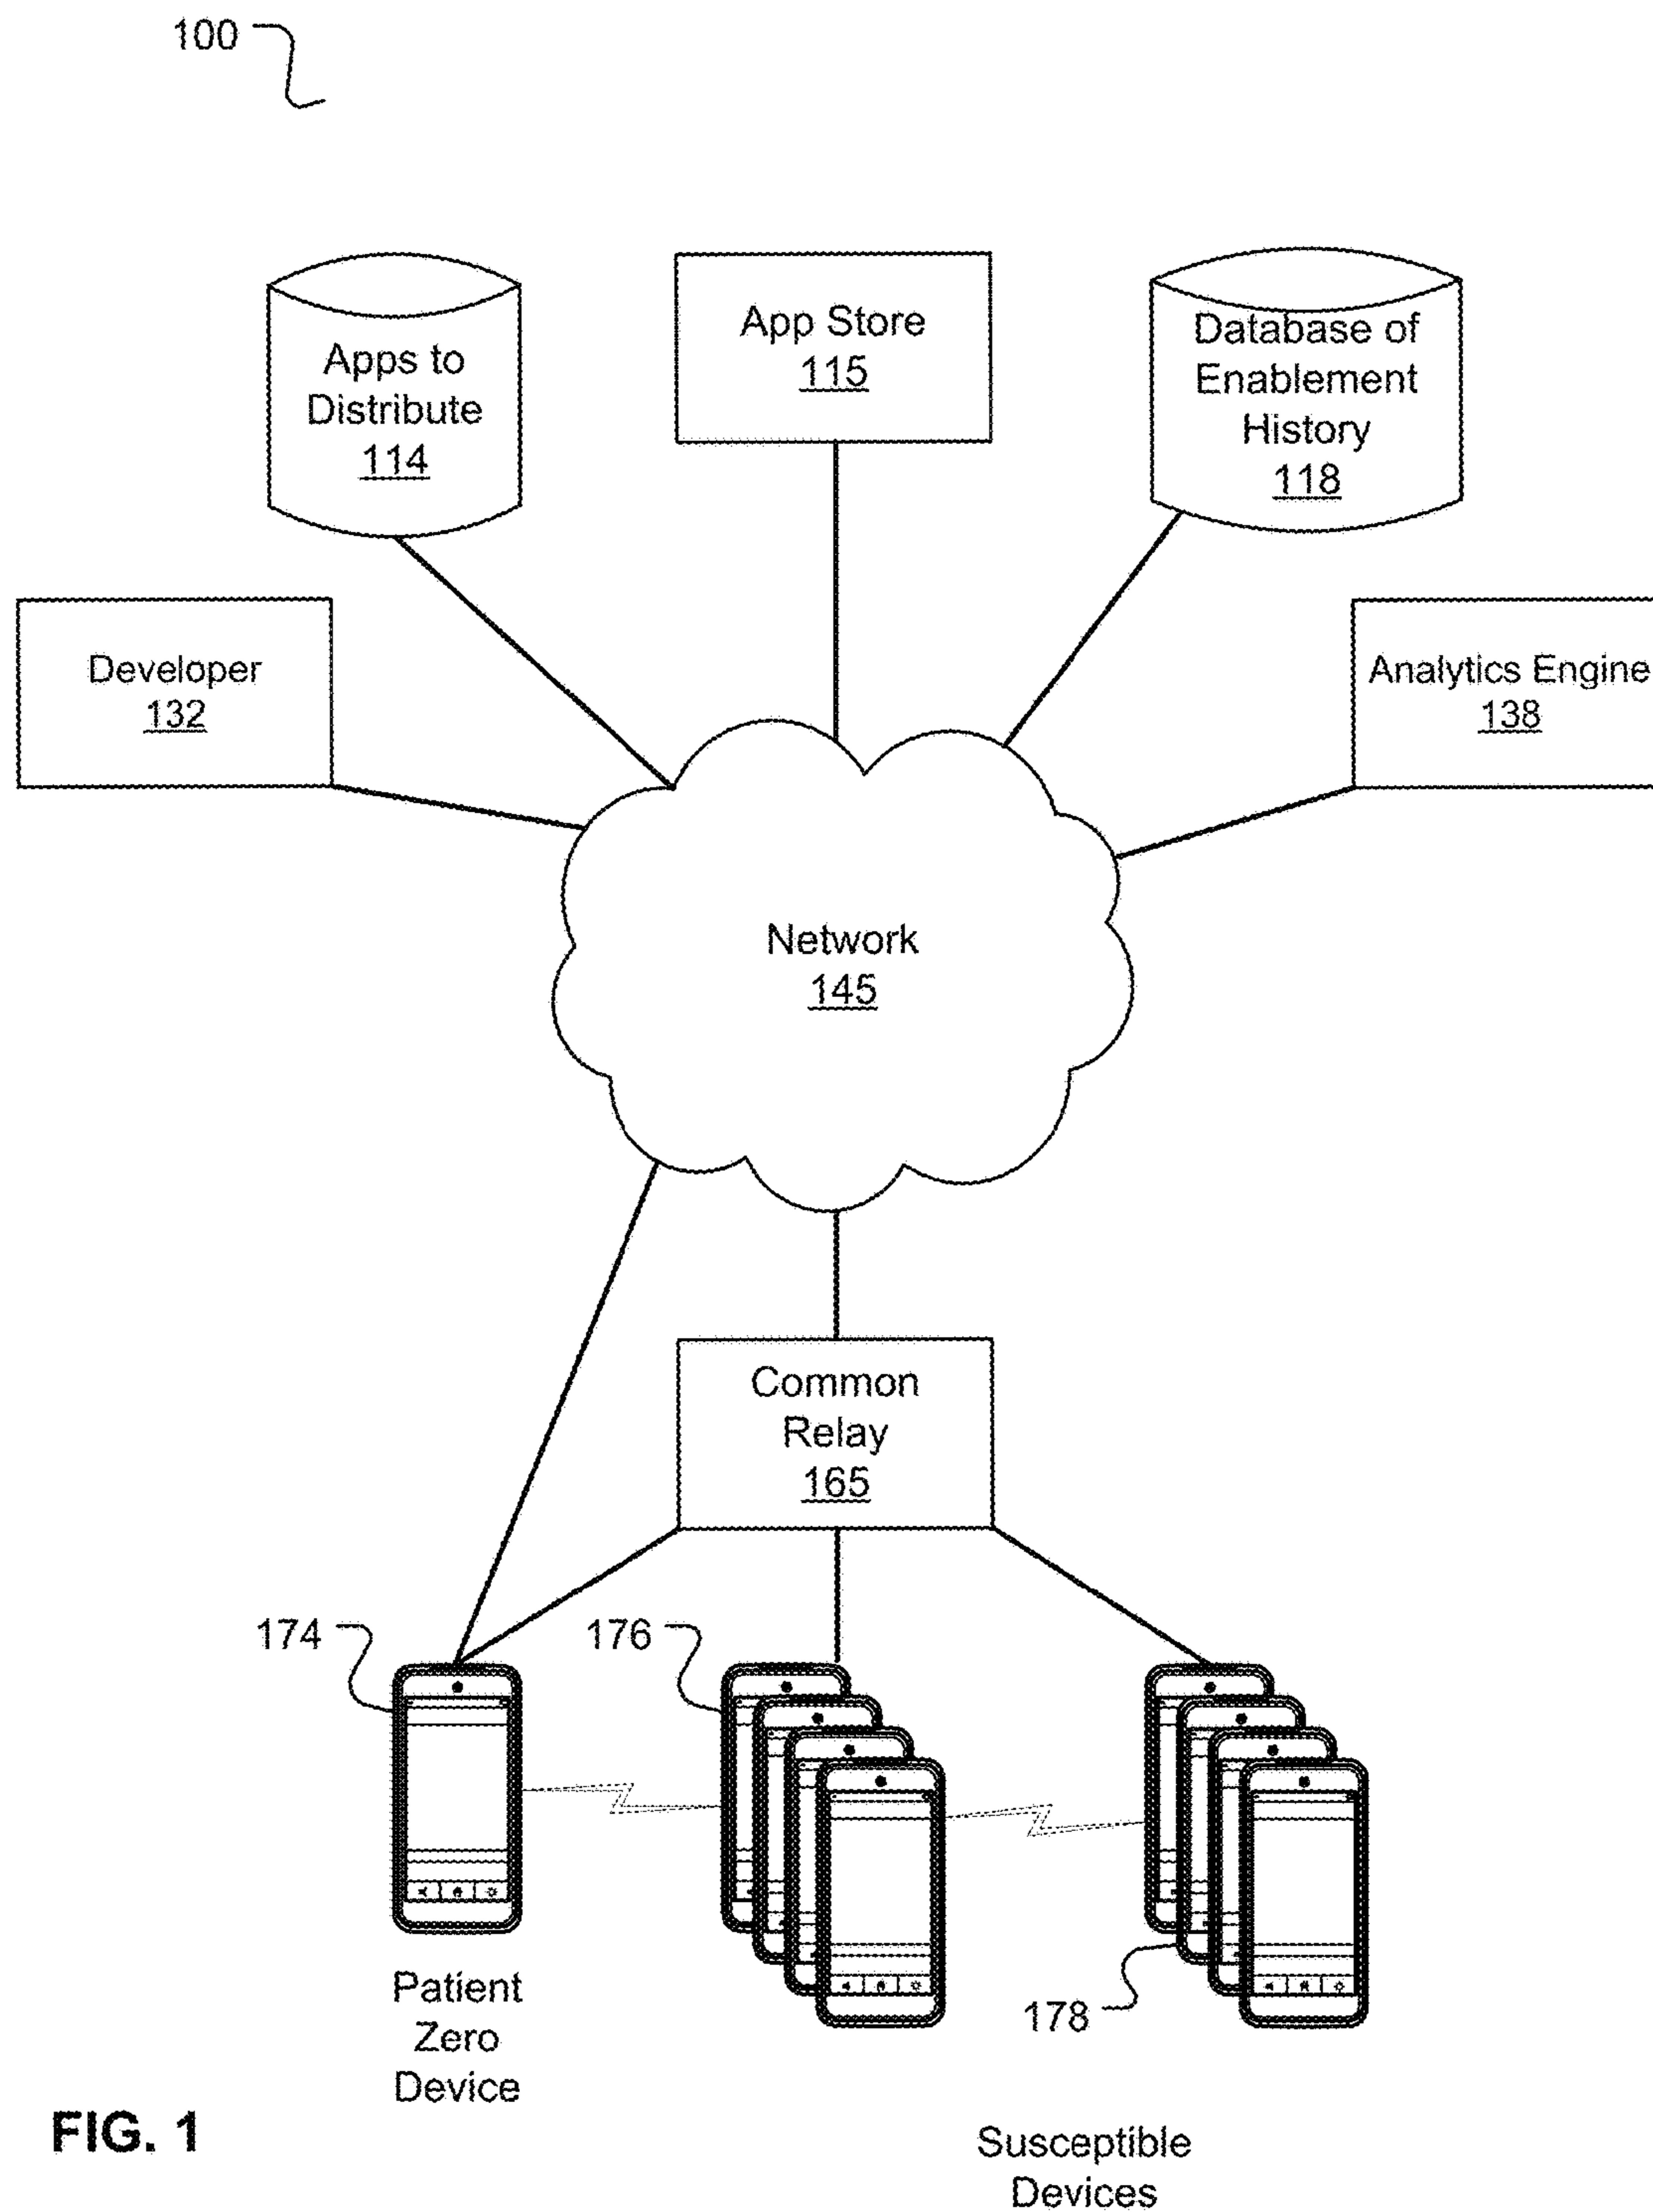 100
Apps to
Distribute
114
App Store
115
Database of
Enablement
History
118
Developer
132
Analytics Engine
138
Network
145
Common
Relay
165
174
176
178
Patient
Zero
Device
Susceptible
Devices
FIG. 1